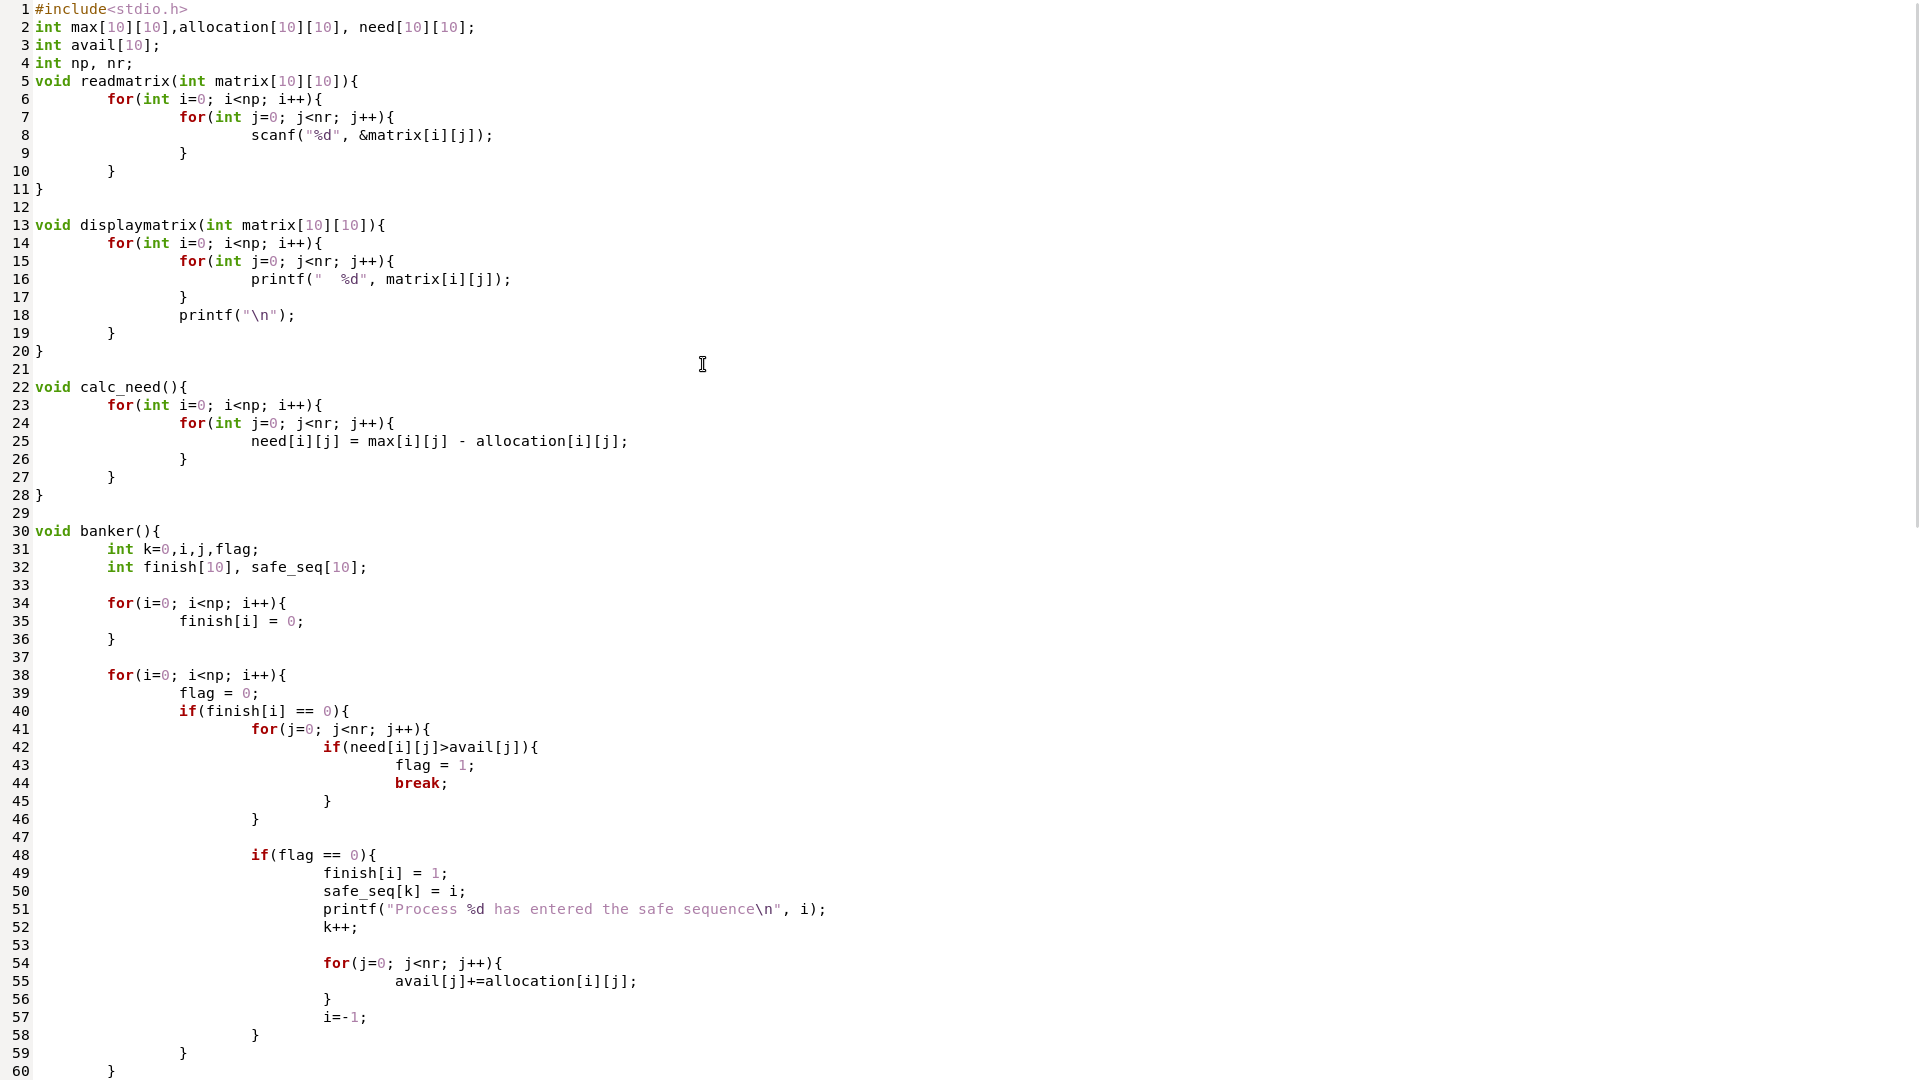 1 #include<stdio.h>
2 int max[10][10],allocation[10][10], need[10][10];
3 int avail[10];
4 int np, nr;
5 void readmatrix(int matrix[10][10]){
6         for(int i=0; i<np; i++){
7                 for(int j=0; j<nr; j++){
8                         scanf("%d", &matrix[i][j]);
9                 }
10         }
11 }
12
13 void displaymatrix(int matrix[10][10]){
14         for(int i=0; i<np; i++){
15                 for(int j=0; j<nr; j++){
16                         printf("  %d", matrix[i][j]);
17                 }
18                 printf("\n");
19         }
20 }
21
22 void calc_need(){
23         for(int i=0; i<np; i++){
24                 for(int j=0; j<nr; j++){
25                         need[i][j] = max[i][j] - allocation[i][j];
26                 }
27         }
28 }
29
30 void banker(){
31         int k=0,i,j,flag;
32         int finish[10], safe_seq[10];
33
34         for(i=0; i<np; i++){
35                 finish[i] = 0;
36         }
37
38         for(i=0; i<np; i++){
39                 flag = 0;
40                 if(finish[i] == 0){
41                         for(j=0; j<nr; j++){
42                                 if(need[i][j]>avail[j]){
43                                         flag = 1;
44                                         break;
45                                 }
46                         }
47
48                         if(flag == 0){
49                                 finish[i] = 1;
50                                 safe_seq[k] = i;
51                                 printf("Process %d has entered the safe sequence\n", i);
52                                 k++;
53
54                                 for(j=0; j<nr; j++){
55                                         avail[j]+=allocation[i][j];
56                                 }
57                                 i=-1;
58                         }
59                 }
60         }